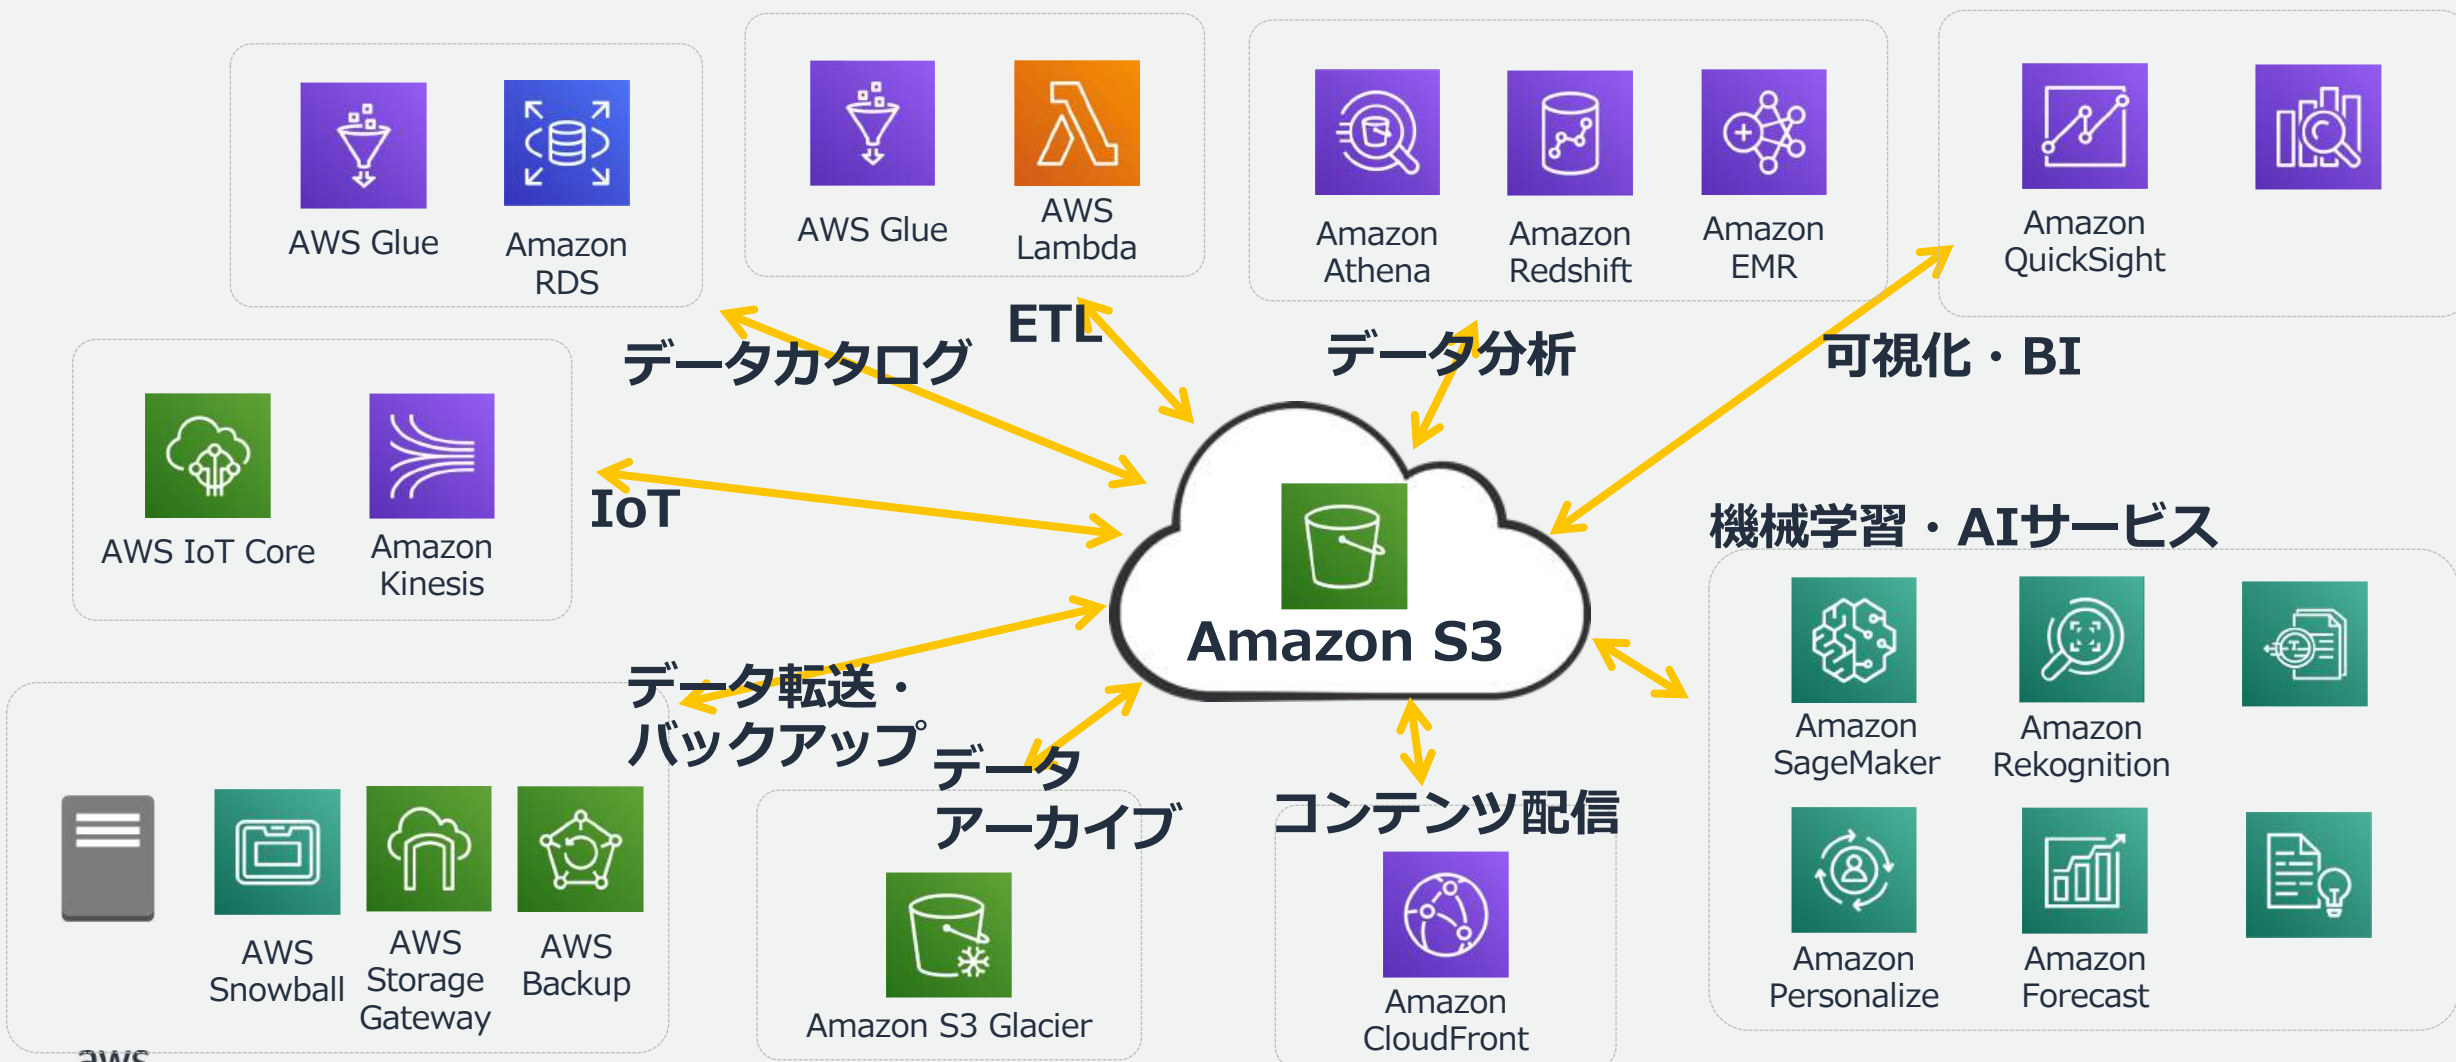 AWS Glue
Amazon
RDS
AWS Glue
AWS
Lambda
Amazon
Athena
Amazon
Redshift
Amazon
EMR
Amazon
QuickSight
データカタログ
ETL
データ分析
可視化・BI
AWS IoT Core
Amazon
Kinesis
IoT
Amazon S3
機械学習・AIサービス
Amazon
SageMaker
Amazon
Rekognition
Amazon
Personalize
Amazon
Forecast
データ転送・
バックアップ
AWS
Snowball
AWS
Storage
Gateway
AWS
Backup
データ
アーカイブ
Amazon S3 Glacier
コンテンツ配信
Amazon
CloudFront
aws